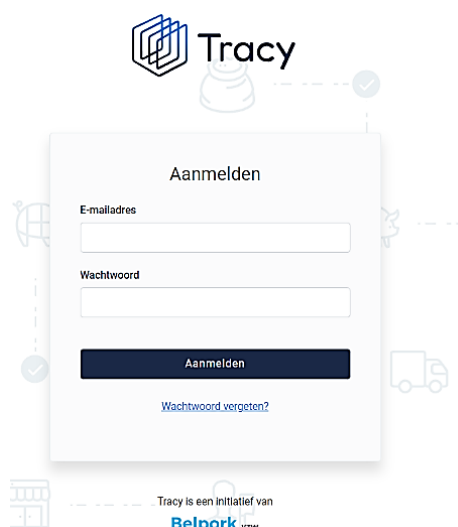 Tracy
Aanmelden
E-mailadres
Wachtwoord
Aanmelden
Wachtwoord vergeten?
Tracy is een initiatief van
Belpork vzw